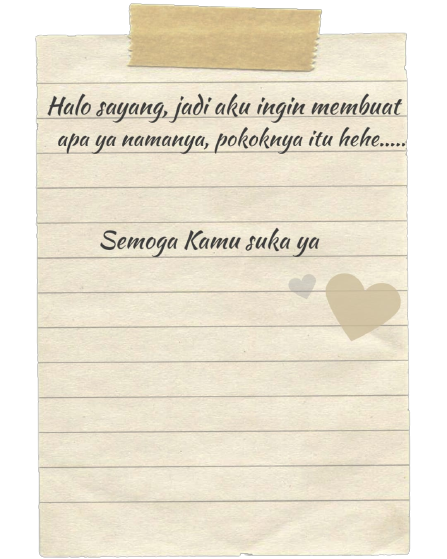 Halo sayang, jadi aku ingin membuat
apa ya namanya, pokoknya itu hehe.....
Semoga Kamu suka ya